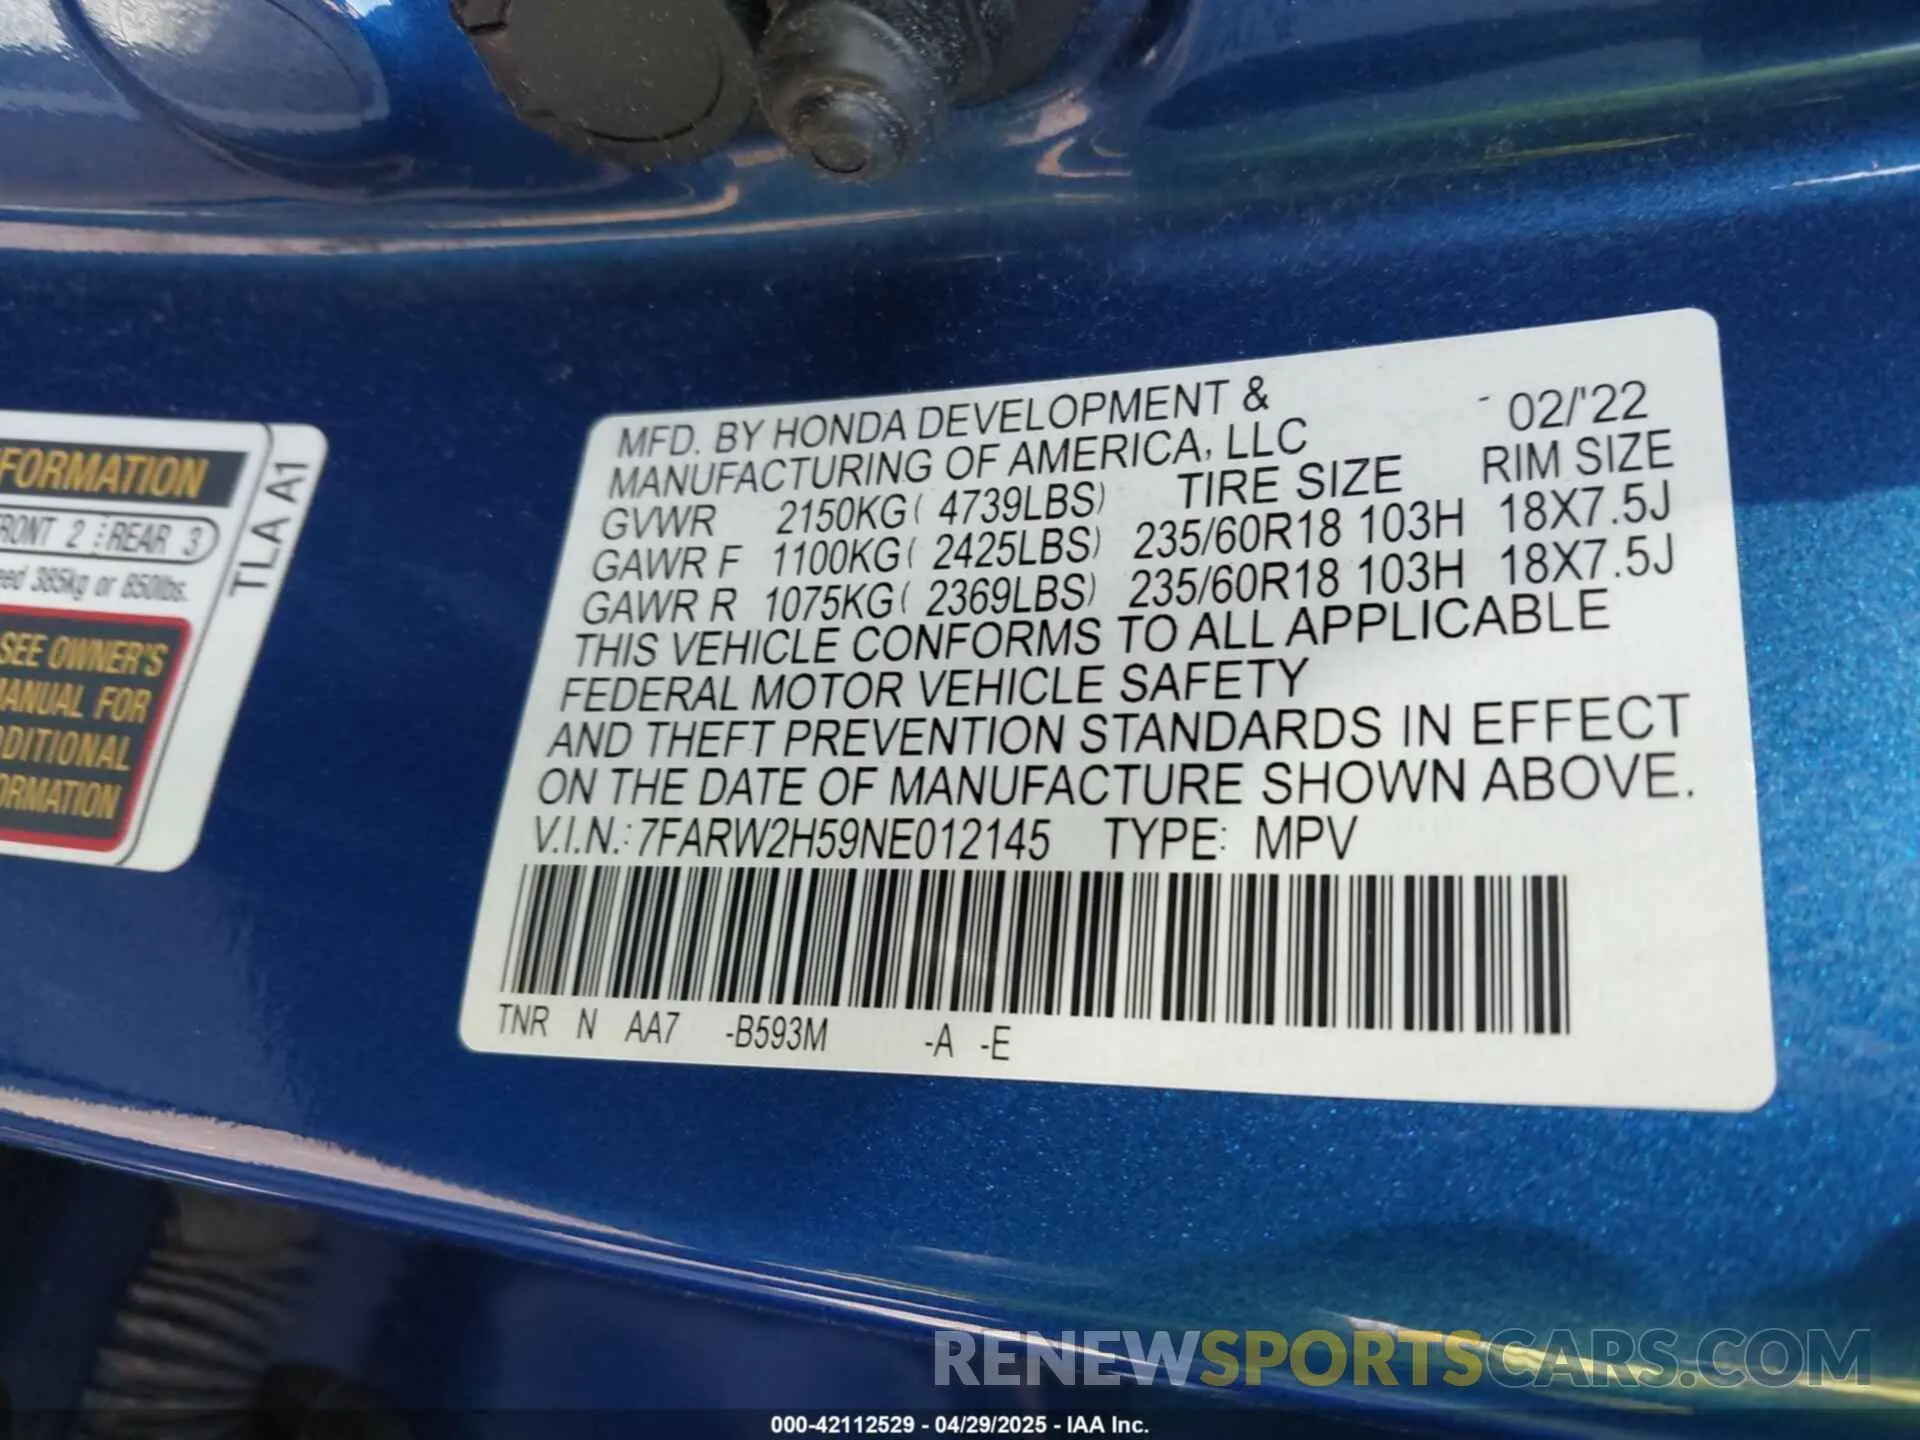 MFD. BY HONDA DEVELOPMENT & - 02/'22
MANUFACTURING OF AMERICA, LLC
TIRE SIZE RIM SIZE
GVWR 2150KG( 4739LBS)
GAWR F 1100KG( 2425LBS) 235/60R18 103H 18X7.5J
GAWR R 1075KG( 2369LBS) 235/60R18 103H 18X7.5J
THIS VEHICLE CONFORMS TO ALL APPLICABLE
FEDERAL MOTOR VEHICLE SAFETY
AND THEFT PREVENTION STANDARDS IN EFFECT
ON THE DATE OF MANUFACTURE SHOWN ABOVE.
V.I.N.: 7FARW2H59NE012145 TYPE: MPV
TNR N AA7 -B593M -A -E
FORMATION
RONT 2 REAR 3
eed 385kg or 850lbs.
SEE OWNER'S
MANUAL FOR
DDITIONAL
ORMATION
TLA A1
RENEWSPORTSCARS.COM
000-42112529 - 04/29/2025 - IAA Inc.